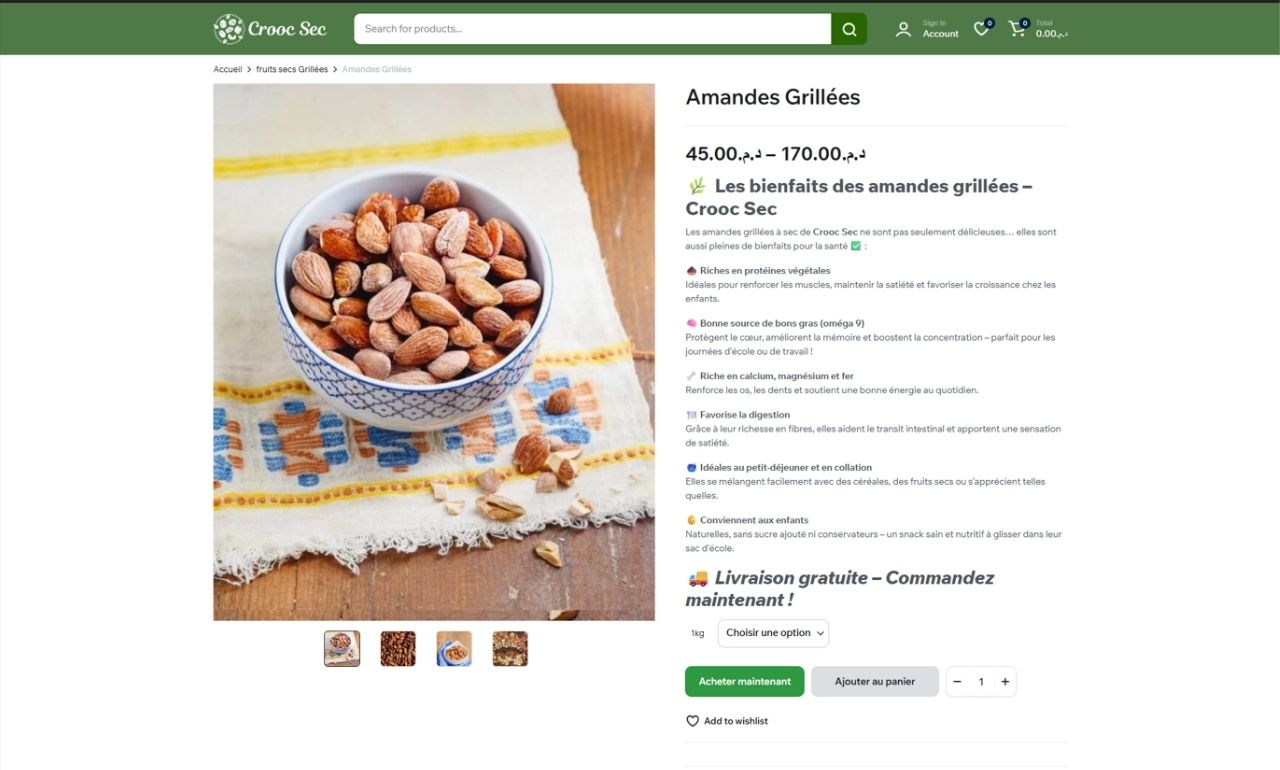 Crooc Sec
Search for products...
Sign In
Account
0
0
Total
0.00د.م.
Accueil > fruits secs Grillées > Amandes Grillées
Amandes Grillées
45.00د.م. – 170.00د.م.
🌿 Les bienfaits des amandes grillées –
Crooc Sec
Les amandes grillées à sec de Crooc Sec ne sont pas seulement délicieuses… elles sont
aussi pleines de bienfaits pour la santé ✅ :
🌰 Riches en protéines végétales
Idéales pour renforcer les muscles, maintenir la satiété et favoriser la croissance chez les
enfants.
🧠 Bonne source de bons gras (oméga 9)
Protègent le cœur, améliorent la mémoire et boostent la concentration – parfait pour les
journées d'école ou de travail !
🦴 Riche en calcium, magnésium et fer
Renforce les os, les dents et soutient une bonne énergie au quotidien.
🍽️ Favorise la digestion
Grâce à leur richesse en fibres, elles aident le transit intestinal et apportent une sensation
de satiété.
Idéales au petit-déjeuner et en collation
Elles se mélangent facilement avec des céréales, des fruits secs ou s'apprécient telles
quelles.
👶 Conviennent aux enfants
Naturelles, sans sucre ajouté ni conservateurs – un snack sain et nutritif à glisser dans leur
sac d'école.
🚚 Livraison gratuite – Commandez
maintenant !
1kg
Choisir une option
Acheter maintenant
Ajouter au panier
− 1 +
Add to wishlist